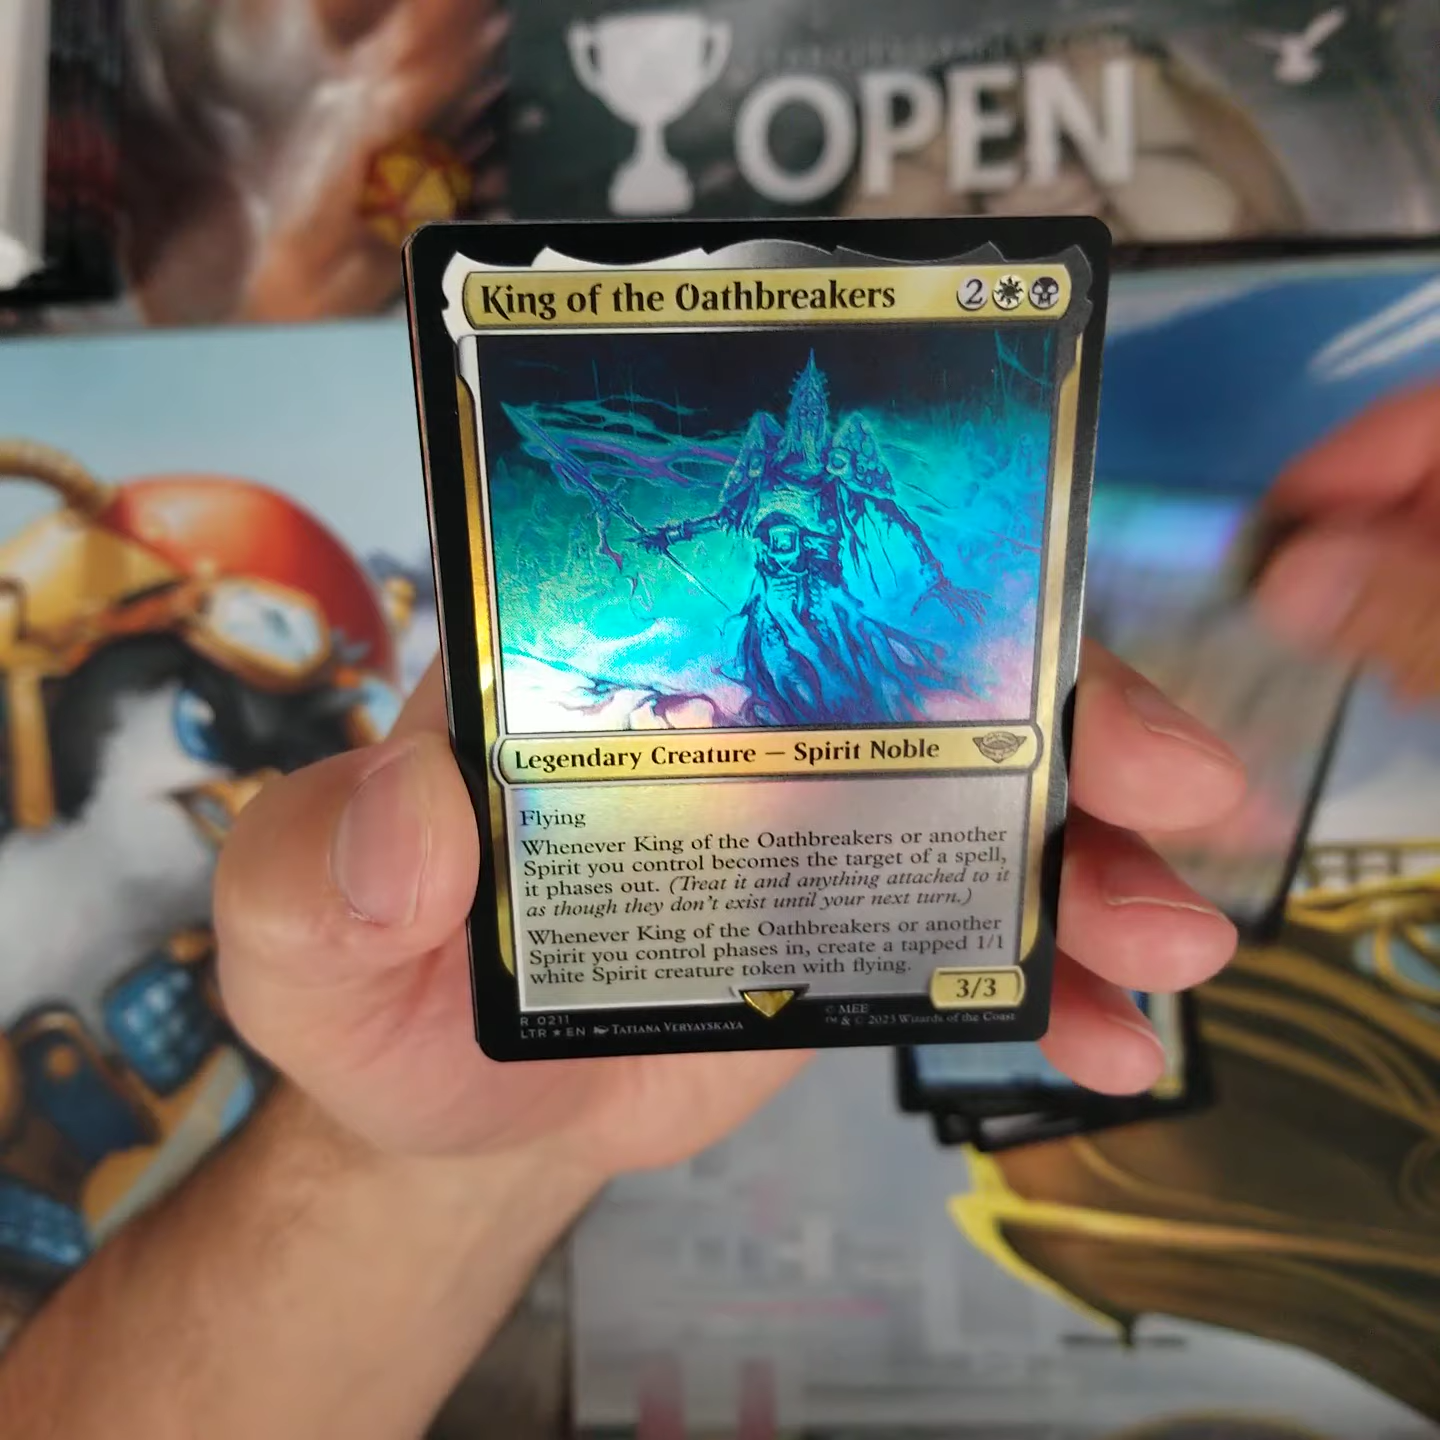 OPEN
King of the Oathbreakers 2
Legendary Creature — Spirit Noble
Flying
Whenever King of the Oathbreakers or another
Spirit you control becomes the target of a spell,
it phases out. (Treat it and anything attached to it
as though they don't exist until your next turn.)
Whenever King of the Oathbreakers or another
Spirit you control phases in, create a tapped 1/1
white Spirit creature token with flying.
3/3
R 0211
LTR ★ EN TATIANA VERYAYSKAYA
© MEE
™ & © 2023 Wizards of the Coast